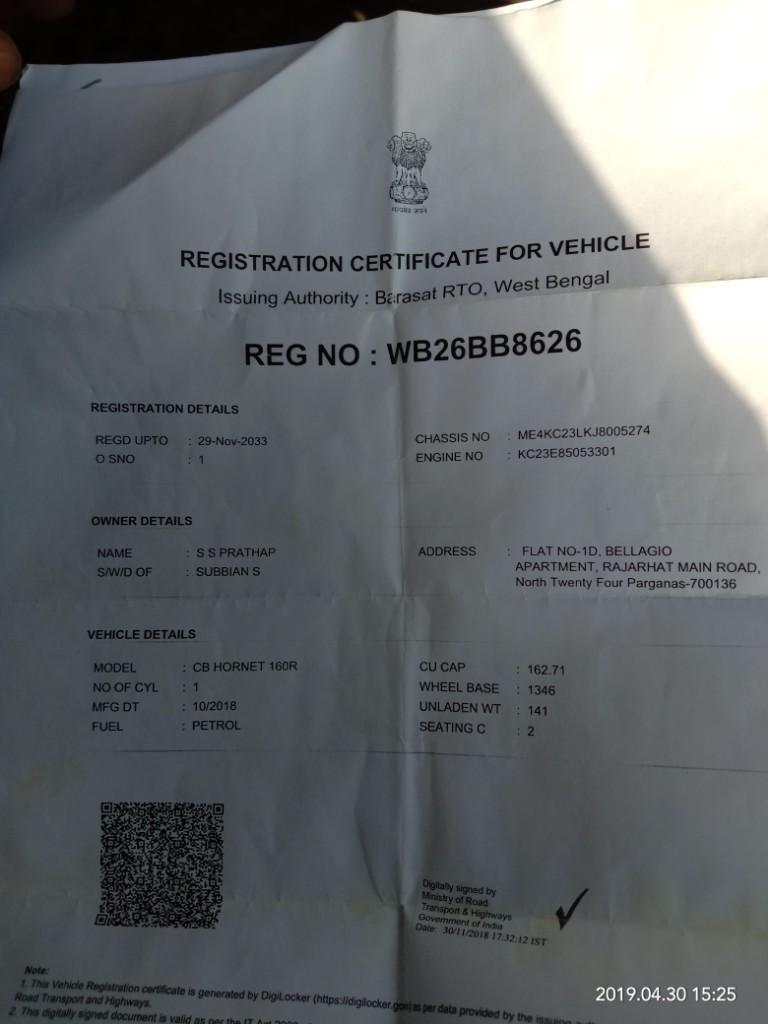 सत्यमेव जयते
REGISTRATION CERTIFICATE FOR VEHICLE
Issuing Authority : Barasat RTO, West Bengal
REG NO : WB26BB8626
REGISTRATION DETAILS
REGD UPTO : 29-Nov-2033 CHASSIS NO : ME4KC23LKJ8005274
O SNO : 1 ENGINE NO : KC23E85053301
OWNER DETAILS
NAME : S S PRATHAP ADDRESS : FLAT NO-1D, BELLAGIO
S/W/D OF : SUBBIAN S APARTMENT, RAJARHAT MAIN ROAD,
North Twenty Four Parganas-700136
VEHICLE DETAILS
MODEL : CB HORNET 160R CU CAP : 162.71
NO OF CYL : 1 WHEEL BASE : 1346
MFG DT : 10/2018 UNLADEN WT : 141
FUEL : PETROL SEATING C : 2
Digitally signed by
Ministry of Road
Transport & Highways
Government of India
Date: 30/11/2018 17:32:12 IST
Note:
1. This Vehicle Registration certificate is generated by DigiLocker (https://digilocker.gov) as per data provided by the issuing
Road Transport and Highways.
2. This digitally signed document is valid as per the IT Act
2019.04.30 15:25